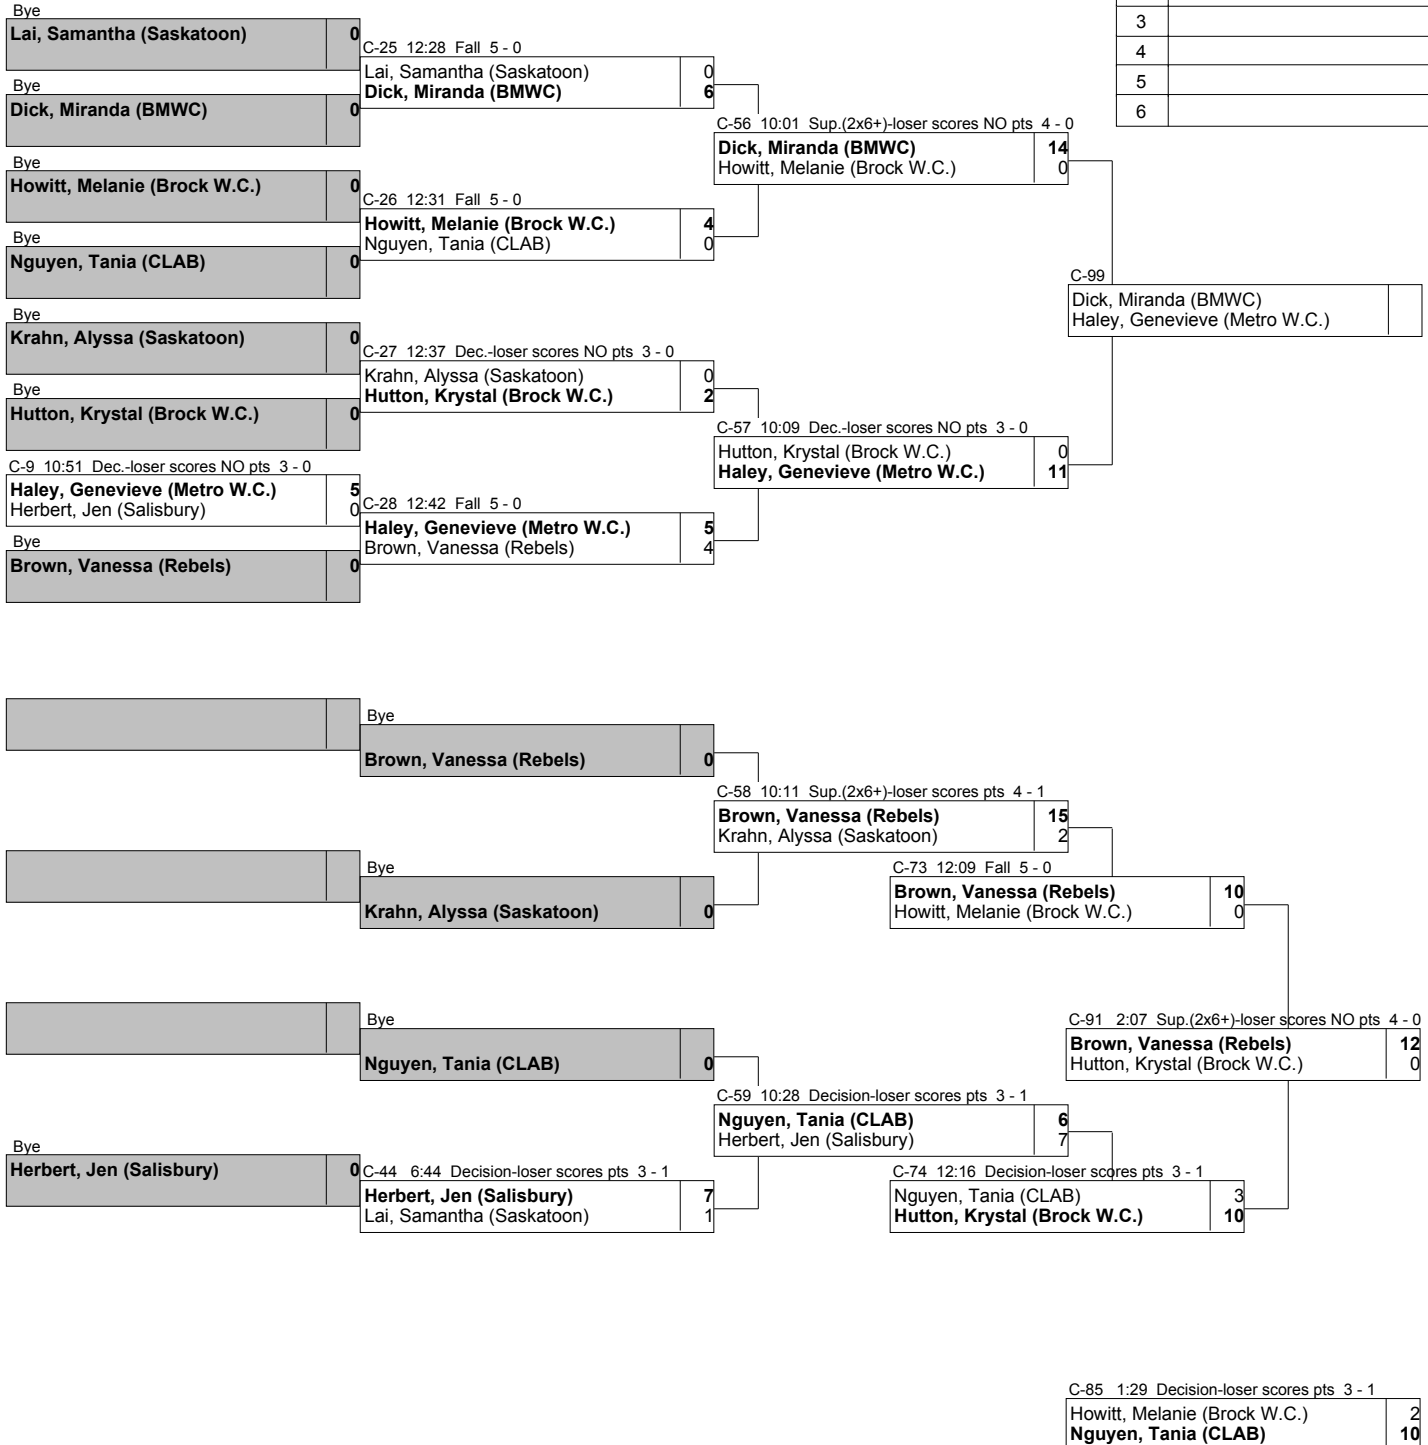 Bye
Lai, Samantha (Saskatoon) 0
Bye
Dick, Miranda (BMWC) 0
Bye
Howitt, Melanie (Brock W.C.) 0
Bye
Nguyen, Tania (CLAB) 0
Bye
Krahn, Alyssa (Saskatoon) 0
Bye
Hutton, Krystal (Brock W.C.) 0
C-9 10:51 Dec.-loser scores NO pts 3 - 0
Haley, Genevieve (Metro W.C.) 5
Herbert, Jen (Salisbury) 0
Bye
Brown, Vanessa (Rebels) 0
C-25 12:28 Fall 5 - 0
Lai, Samantha (Saskatoon) 0
Dick, Miranda (BMWC) 6
C-26 12:31 Fall 5 - 0
Howitt, Melanie (Brock W.C.) 4
Nguyen, Tania (CLAB) 0
C-27 12:37 Dec.-loser scores NO pts 3 - 0
Krahn, Alyssa (Saskatoon) 0
Hutton, Krystal (Brock W.C.) 2
C-28 12:42 Fall 5 - 0
Haley, Genevieve (Metro W.C.) 5
Brown, Vanessa (Rebels) 4
C-56 10:01 Sup.(2x6+)-loser scores NO pts 4 - 0
Dick, Miranda (BMWC) 14
Howitt, Melanie (Brock W.C.) 0
C-57 10:09 Dec.-loser scores NO pts 3 - 0
Hutton, Krystal (Brock W.C.) 0
Haley, Genevieve (Metro W.C.) 11
3
4
5
6
C-99
Dick, Miranda (BMWC)
Haley, Genevieve (Metro W.C.)
Bye
Brown, Vanessa (Rebels) 0
Bye
Krahn, Alyssa (Saskatoon) 0
Bye
Nguyen, Tania (CLAB) 0
Bye
Herbert, Jen (Salisbury) 0
C-44 6:44 Decision-loser scores pts 3 - 1
Herbert, Jen (Salisbury) 7
Lai, Samantha (Saskatoon) 1
C-58 10:11 Sup.(2x6+)-loser scores pts 4 - 1
Brown, Vanessa (Rebels) 15
Krahn, Alyssa (Saskatoon) 2
C-59 10:28 Decision-loser scores pts 3 - 1
Nguyen, Tania (CLAB) 6
Herbert, Jen (Salisbury) 7
C-73 12:09 Fall 5 - 0
Brown, Vanessa (Rebels) 10
Howitt, Melanie (Brock W.C.) 0
C-74 12:16 Decision-loser scores pts 3 - 1
Nguyen, Tania (CLAB) 3
Hutton, Krystal (Brock W.C.) 10
C-91 2:07 Sup.(2x6+)-loser scores NO pts 4 - 0
Brown, Vanessa (Rebels) 12
Hutton, Krystal (Brock W.C.) 0
C-85 1:29 Decision-loser scores pts 3 - 1
Howitt, Melanie (Brock W.C.) 2
Nguyen, Tania (CLAB) 10